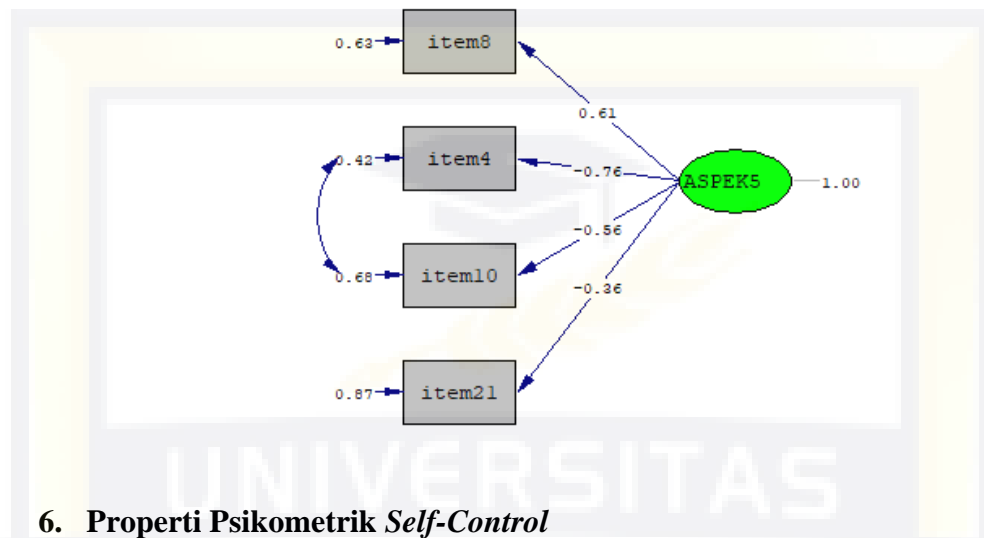 0.63 item8
0.61
0.42 item4
-0.76
ASPEK5 1.00
-0.56
0.68 item10
-0.36
0.87 item21
UNIVERSITAS
6. Properti Psikometrik Self-Control